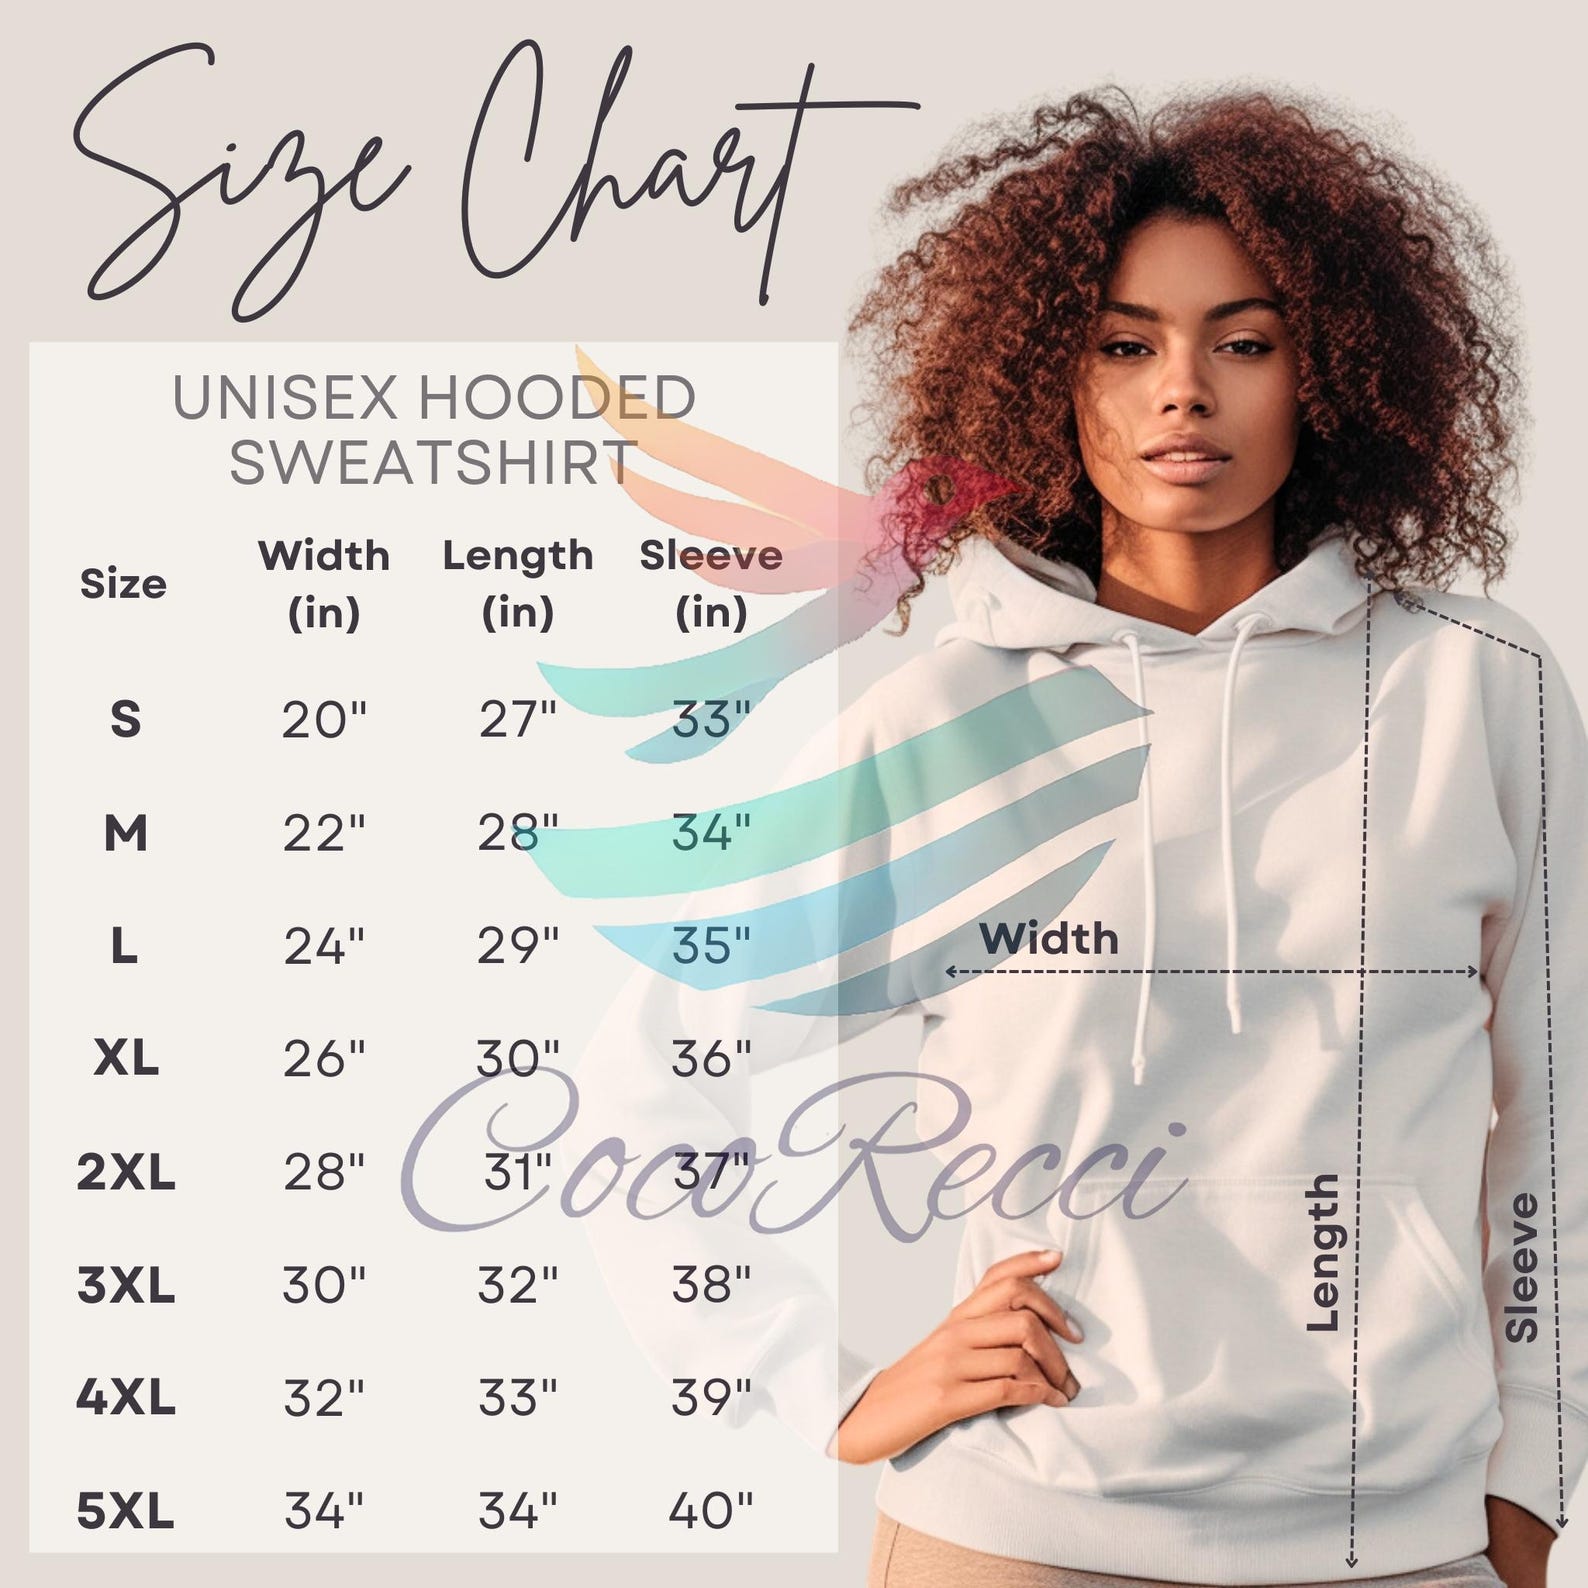 Size Chart
UNISEX HOODED
SWEATSHIRT
Size Width (in) Length (in) Sleeve (in)
S 20" 27" 33"
M 22" 28" 34"
L 24" 29" 35"
XL 26" 30" 36"
2XL 28" 31" 37"
3XL 30" 32" 38"
4XL 32" 33" 39"
5XL 34" 34" 40"
CocoRecci
Width
Length
Sleeve